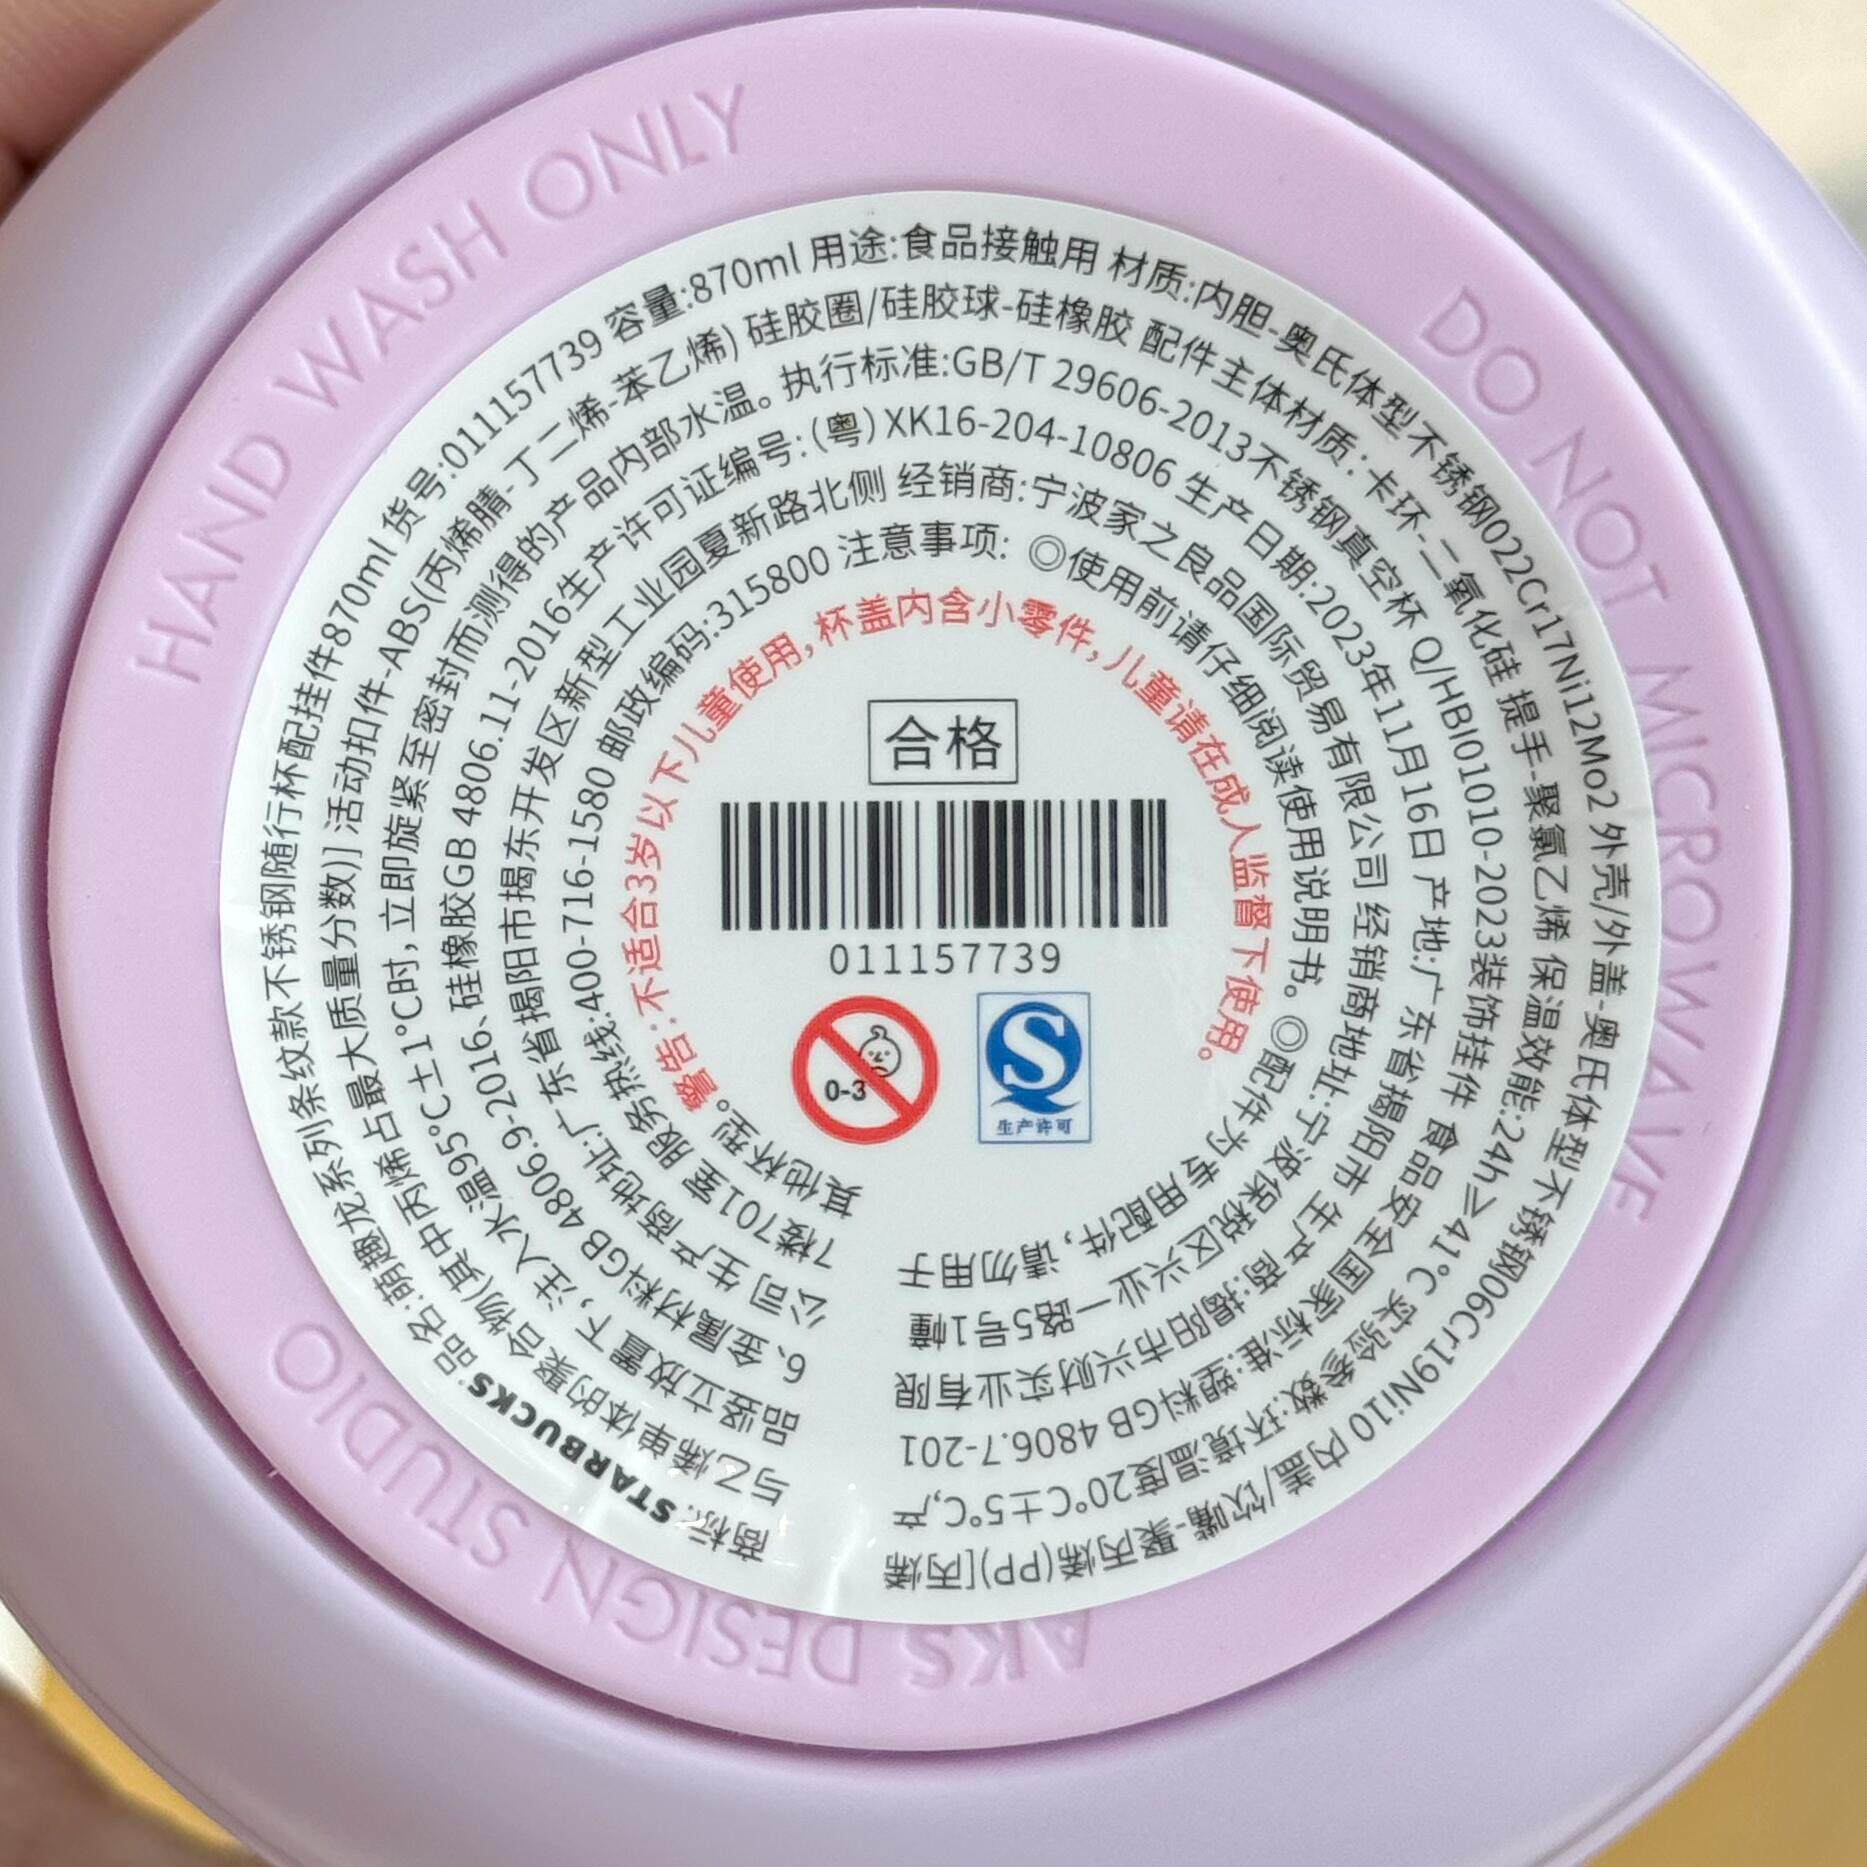 HAND WASH ONLY
DO NOT MICROWAVE
AKS DESIGN STUDIO
商标:STARBUCKS 品名:萌趣龙系列条纹款不锈钢随行杯配挂件870ml 货号:011157739 容量:870ml 用途:食品接触用 材质:内胆-奥氏体型不锈钢022Cr17Ni12Mo2 外壳/外盖-奥氏体型不锈钢06Cr19Ni10 内盖/饮嘴-聚丙烯(PP)[丙烯
与乙烯单体的聚合物(其中丙烯占最大质量分数)] 活动扣件-ABS(丙烯腈-丁二烯-苯乙烯) 硅胶圈/硅胶球-硅橡胶 配件主体材质:卡环-二氧化硅 提手-聚氯乙烯 保温效能:24h≥41°C 实验参数:环境温度20°C±5°C,产
品竖立放置下,注入水温95°C±1°C时,立即旋紧至密封而测得的产品内部水温。执行标准:GB/T 29606-2013不锈钢真空杯 Q/HBI01010-2023装饰挂件 食品安全国家标准:塑料GB 4806.7-201
6、金属材料GB 4806.9-2016、硅橡胶GB 4806.11-2016生产许可证编号:(粤)XK16-204-10806 生产日期:2023年11月16日 产地:广东省揭阳市 生产商:揭阳市兴财实业有限
公司 生产商地址:广东省揭阳市揭东开发区新型工业园夏新路北侧 经销商:宁波家之良品国际贸易有限公司 经销商地址:宁波保税区兴业一路5号1幢
7楼701室 服务热线:400-716-1580 邮政编码:315800 注意事项: ◎使用前请仔细阅读使用说明书。◎配件为专用配件,请勿用于
其他杯型。
警告:不适合3岁以下儿童使用,杯盖内含小零件,儿童请在成人监督下使用。
合格
011157739
0-3
生产许可